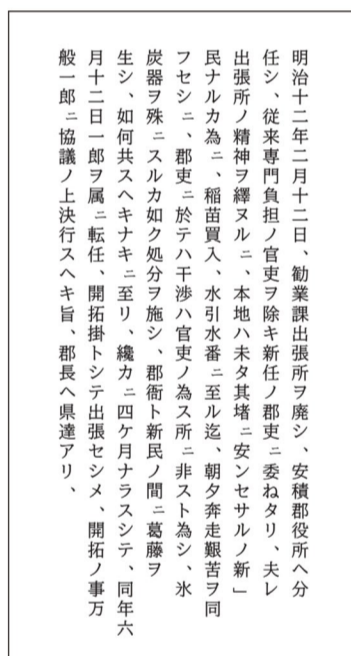 明治十二年二月十二日、勧業課出張所ヲ廃シ、安積郡役所ヘ分
任シ、従来専門負担ノ官吏ヲ除キ新任ノ郡吏ニ委ねタリ、夫レ
出張所ノ精神ヲ繹ヌルニ、本地ハ未タ其堵ニ安ンセサルノ新」
民ナルカ為ニ、稲苗買入、水引水番ニ至ル迄、朝夕奔走艱苦ヲ同
フセシニ、郡吏ニ於テハ干渉ハ官吏ノ為ス所ニ非スト為シ、氷
炭器ヲ殊ニスルカ如ク処分ヲ施シ、郡衙ト新民ノ間ニ葛藤ヲ
生シ、如何共スヘキナキニ至リ、纔カニ四ケ月ナラスシテ、同年六
月十二日一郎ヲ属ニ転任、開拓掛トシテ出張セシメ、開拓ノ事万
般一郎ニ協議ノ上決行スヘキ旨、郡長ヘ県達アリ、